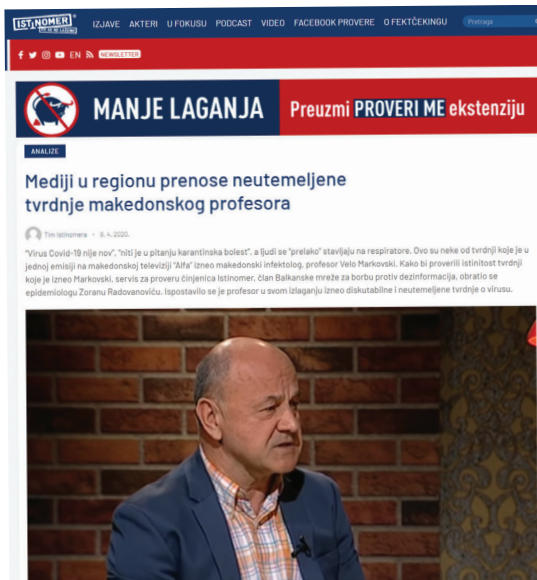 ISTINOMER
IZJAVE AKTERI U FOKUSU PODCAST VIDEO FACEBOOK PROVERE O FEKTČEKINGU Pretraga
EN NEWSLETTER
MANJE LAGANJA Preuzmi PROVERI ME ekstenziju
ANALIZE
Mediji u regionu prenose neutemeljene
tvrdnje makedonskog profesora
Tim Istinomera • 9. 4. 2020.
"Virus Covid-19 nije nov", "niti je u pitanju karantinska bolest", a ljudi se "prelako" stavljaju na respiratore. Ovo su neke od tvrdnji koje je u
jednoj emisiji na makedonskoj televiziji "Alfa" izneo makedonski infektolog, profesor Velo Markovski. Kako bi proverili istinitost tvrdnji
koje je izneo Markovski, servis za proveru činjenica Istinomer, član Balkanske mreže za borbu protiv dezinformacija, obratio se
epidemiologu Zoranu Radovanoviću. Ispostavilo se je profesor u svom izlaganju izneo diskutabilne i neutemeljene tvrdnje o virusu.